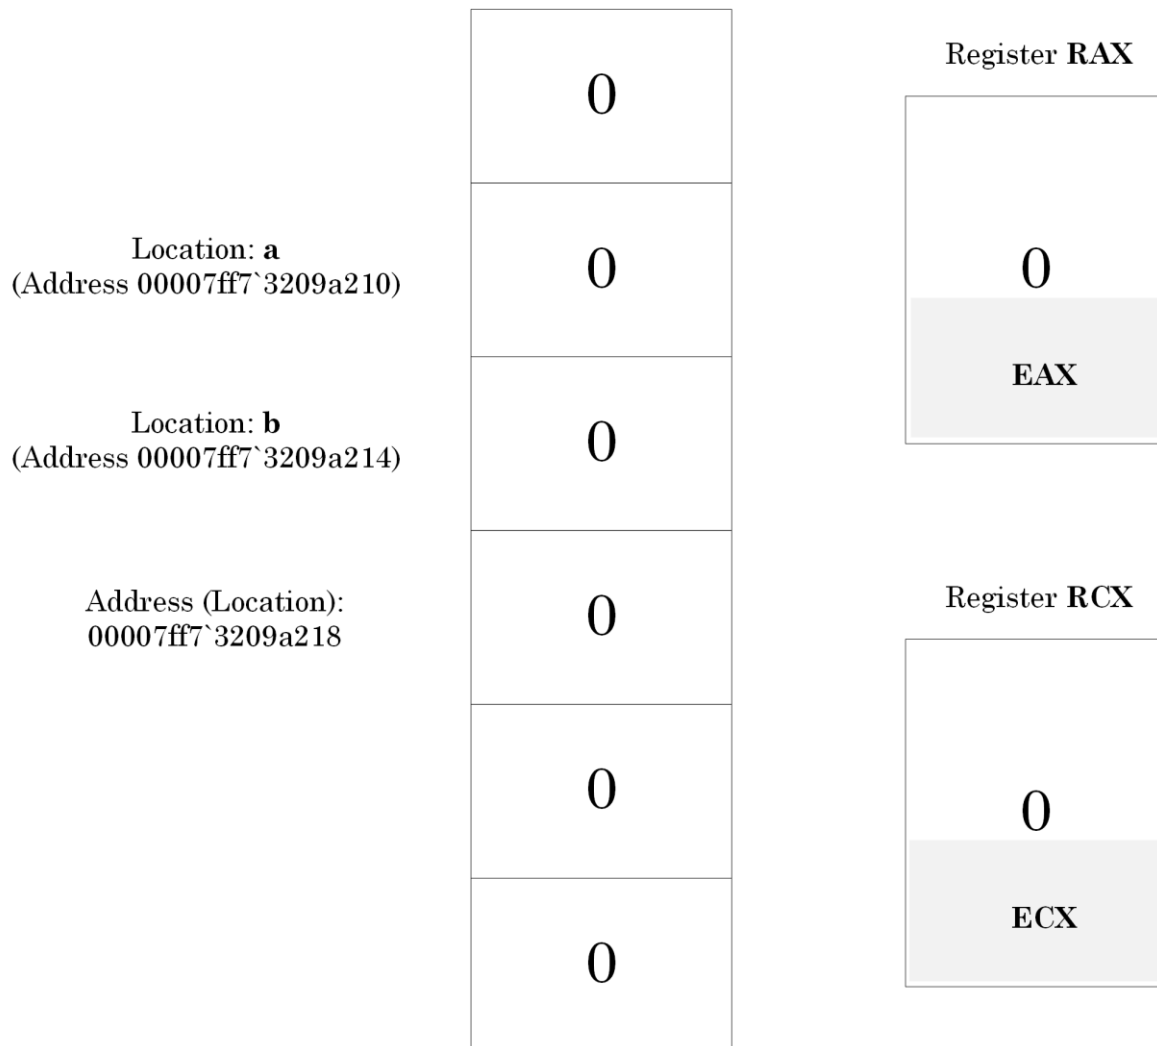 0
Register RAX
Location: a
(Address 00007ff7`3209a210)
0
0
EAX
Location: b
(Address 00007ff7`3209a214)
0
Address (Location):
00007ff7`3209a218
0
Register RCX
0
0
ECX
0